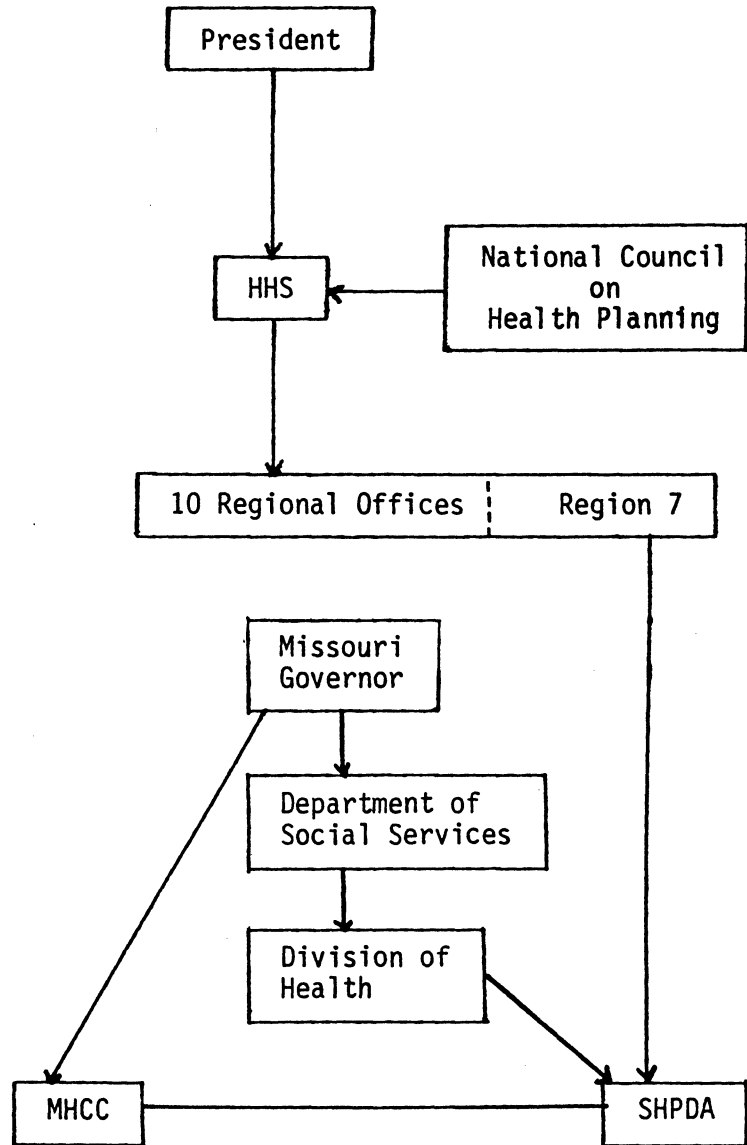 President
HHS
National Council
on
Health Planning
10 Regional Offices
Region 7
Missouri
Governor
Department of
Social Services
Division of
Health
MHCC
SHPDA